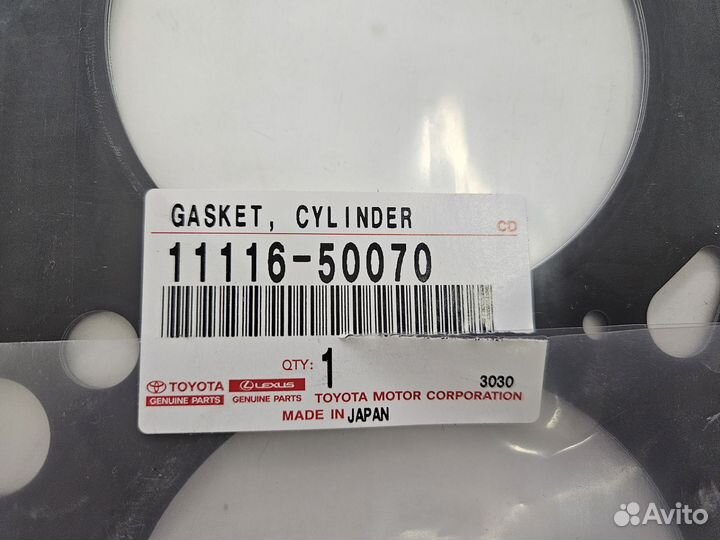 GASKET, CYLINDER
CD
11116-50070
QTY: 1
3030
TOYOTA LEXUS
GENUINE PARTS GENUINE PARTS TOYOTA MOTOR CORPORATION
MADE IN JAPAN
Avito